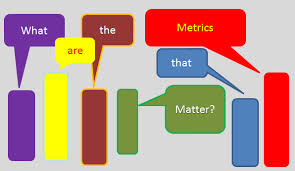 What
are
the
Metrics
that
Matter?